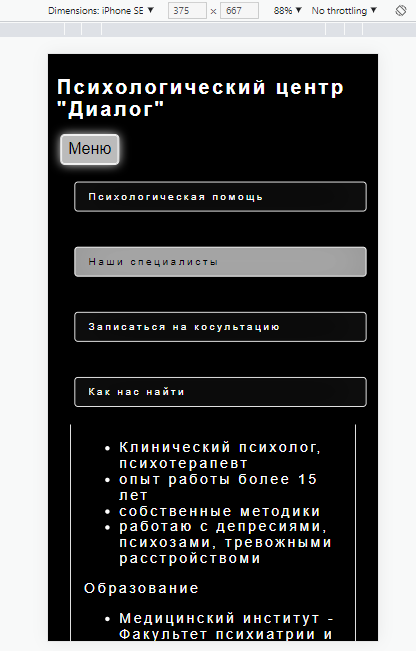 Dimensions: iPhone SE ▼ 375 x 667 88% ▼ No throttling ▼
Психологический центр
"Диалог"
Меню
Психологическая помощь
Наши специалисты
Записаться на косультацию
Как нас найти
• Клинический психолог,
психотерапевт
• опыт работы более 15
лет
• собственные методики
• работаю с депресиями,
психозами, тревожными
расстройствоми
Образование
• Медицинский институт -
Факультет психиатрии и